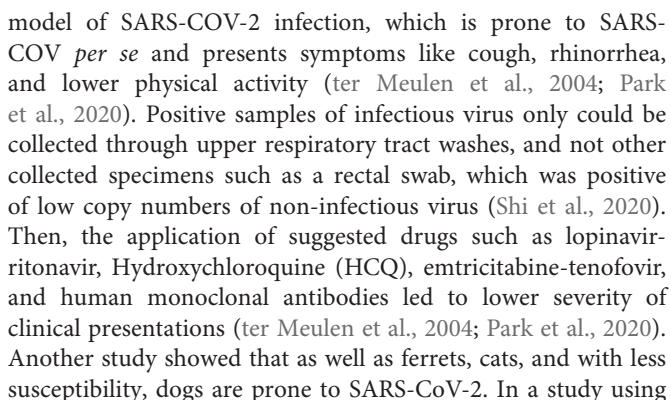 model of SARS-COV-2 infection, which is prone to SARS-
COV per se and presents symptoms like cough, rhinorrhea,
and lower physical activity (ter Meulen et al., 2004; Park
et al., 2020). Positive samples of infectious virus only could be
collected through upper respiratory tract washes, and not other
collected specimens such as a rectal swab, which was positive
of low copy numbers of non-infectious virus (Shi et al., 2020).
Then, the application of suggested drugs such as lopinavir-
ritonavir, Hydroxychloroquine (HCQ), emtricitabine-tenofovir,
and human monoclonal antibodies led to lower severity of
clinical presentations (ter Meulen et al., 2004; Park et al., 2020).
Another study showed that as well as ferrets, cats, and with less
susceptibility, dogs are prone to SARS-CoV-2. In a study using